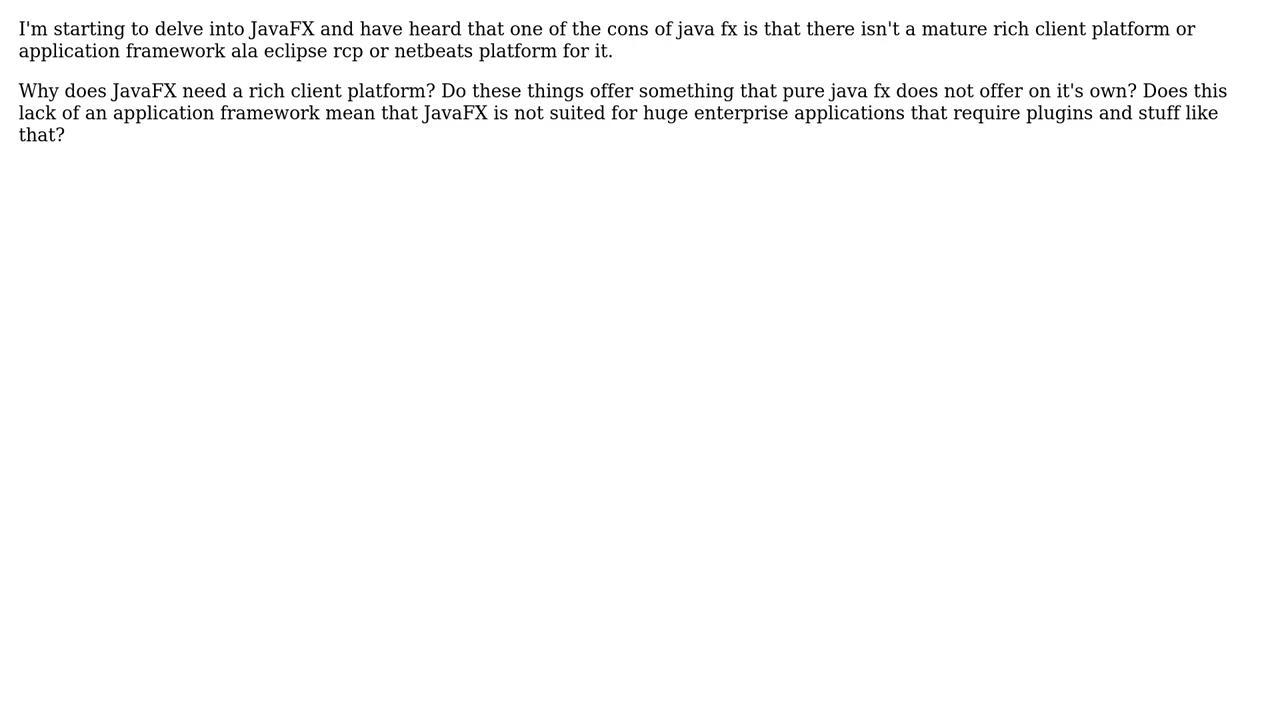 I'm starting to delve into JavaFX and have heard that one of the cons of java fx is that there isn't a mature rich client platform or
application framework ala eclipse rcp or netbeats platform for it.
Why does JavaFX need a rich client platform? Do these things offer something that pure java fx does not offer on it's own? Does this
lack of an application framework mean that JavaFX is not suited for huge enterprise applications that require plugins and stuff like
that?